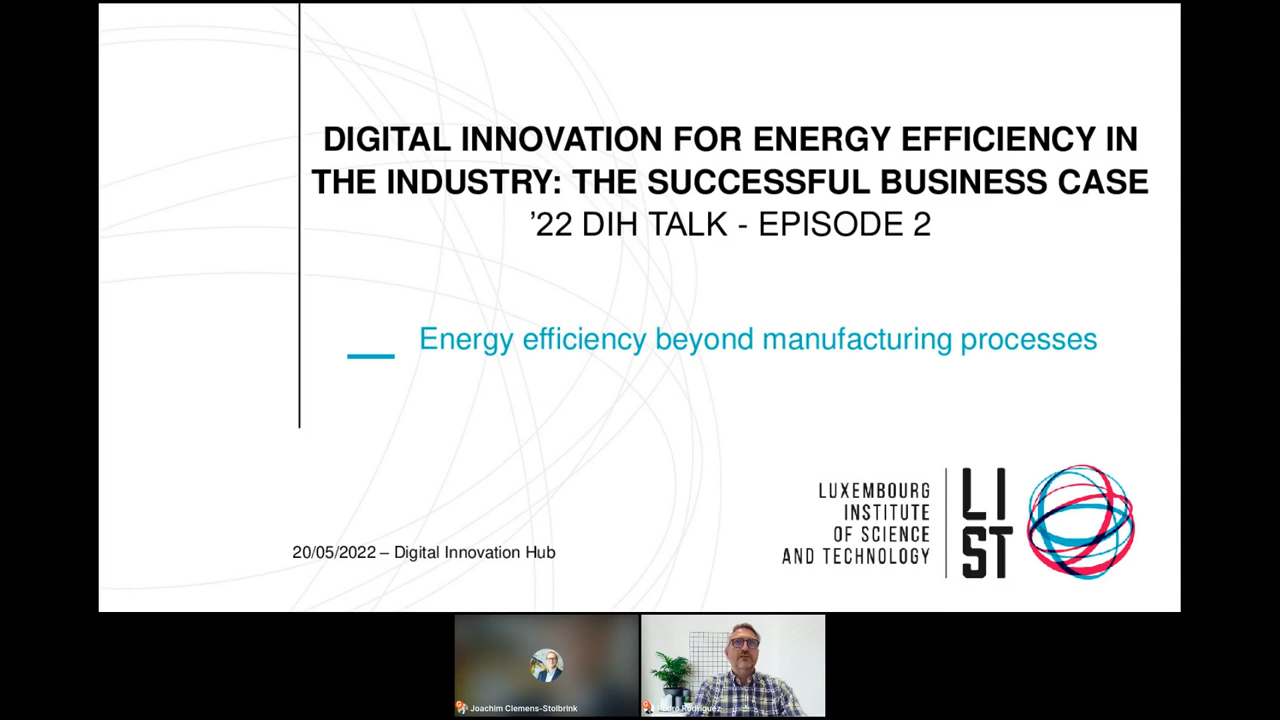 DIGITAL INNOVATION FOR ENERGY EFFICIENCY IN
THE INDUSTRY: THE SUCCESSFUL BUSINESS CASE
’22 DIH TALK - EPISODE 2
Energy efficiency beyond manufacturing processes
LUXEMBOURG
INSTITUTE
OF SCIENCE
AND TECHNOLOGY
LI
ST
20/05/2022 – Digital Innovation Hub
Joachim Clemens-Stolbrink
Pedro Rodriguez